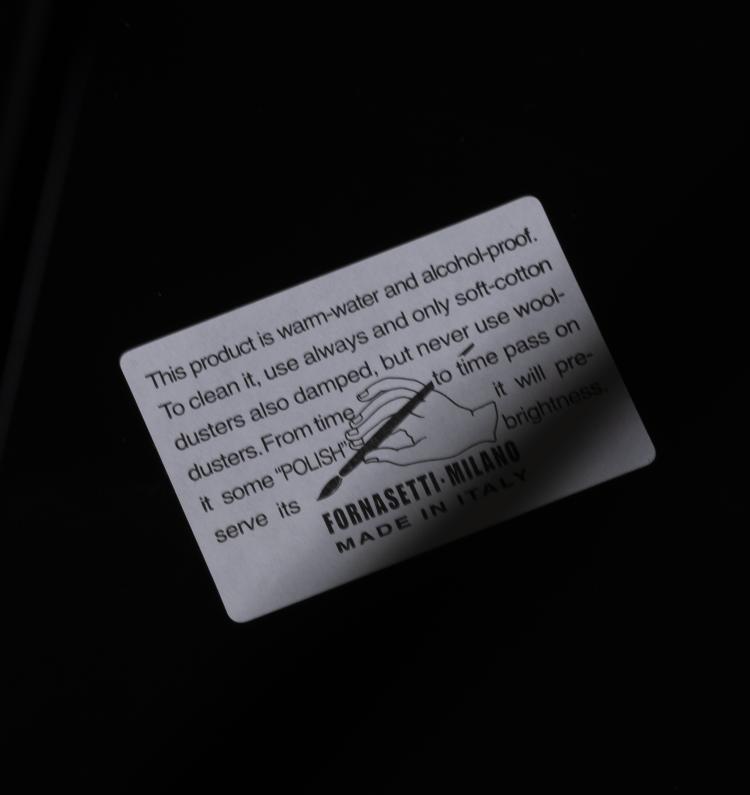 This product is warm-water and alcohol-proof.
To clean it, use always and only soft-cotton
dusters also damped, but never use wool-
dusters. From time to time pass on
it some "POLISH" it will pre-
serve its brightness.
FORNASETTI·MILANO
MADE IN ITALY